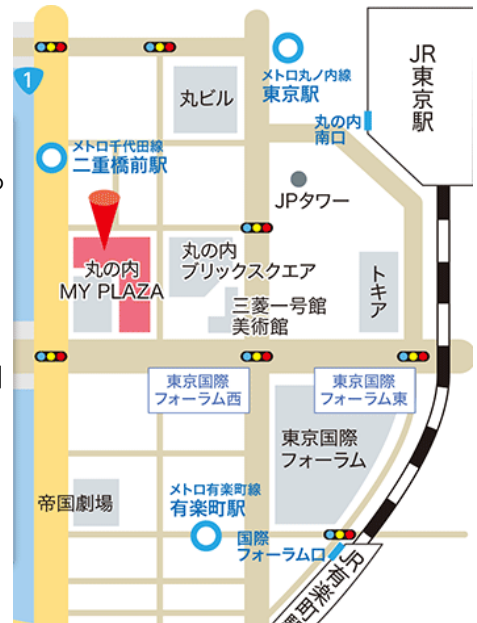 JR
東京駅
メトロ丸ノ内線
東京駅
1
丸ビル
丸の内
南口
メトロ千代田線
二重橋前駅
JPタワー
丸の内
MY PLAZA
丸の内
ブリックスクエア
トキア
三菱一号館
美術館
東京国際
フォーラム西
東京国際
フォーラム東
東京国際
フォーラム
メトロ有楽町線
有楽町駅
帝国劇場
国際
フォーラム口
JR有楽町